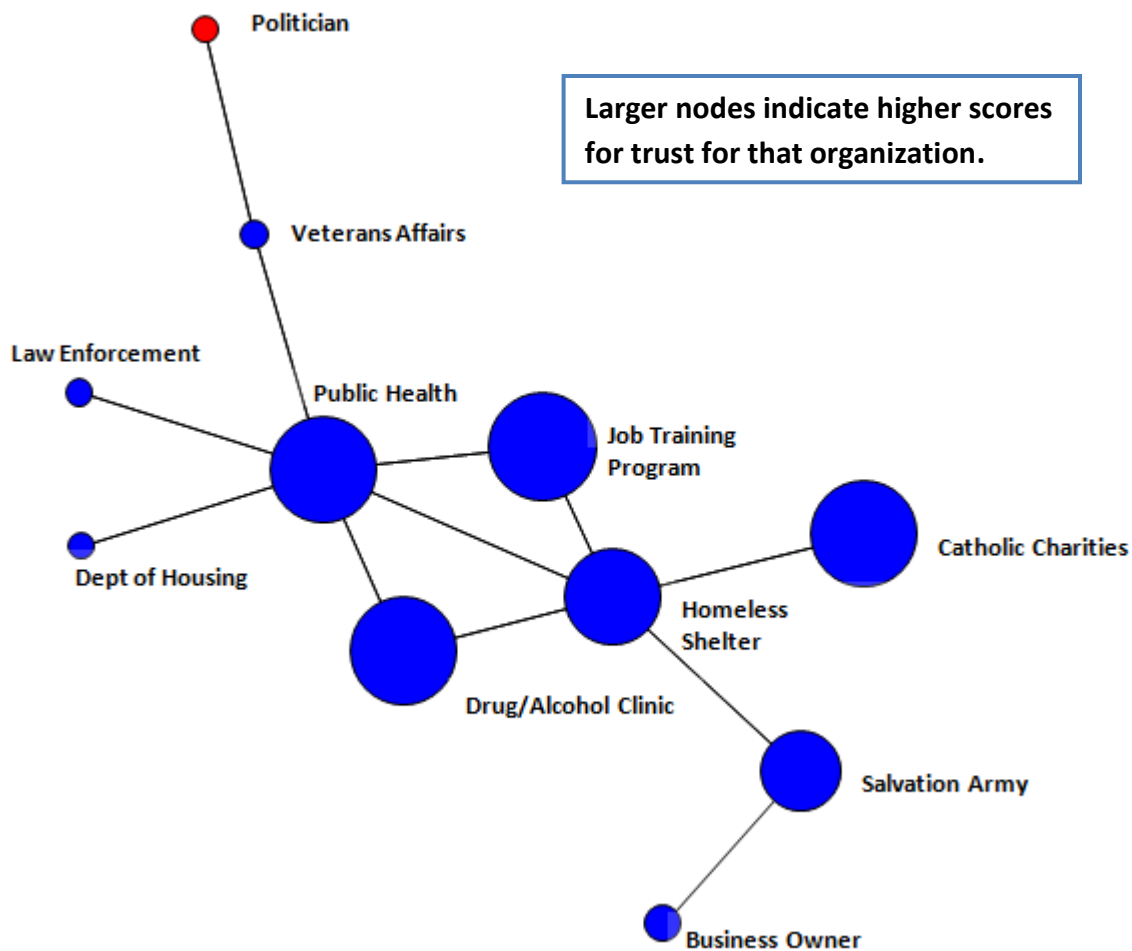 Politician
Larger nodes indicate higher scores
for trust for that organization.
Veterans Affairs
Law Enforcement
Public Health
Job Training
Program
Catholic Charities
Dept of Housing
Homeless
Shelter
Drug/Alcohol Clinic
Salvation Army
Business Owner